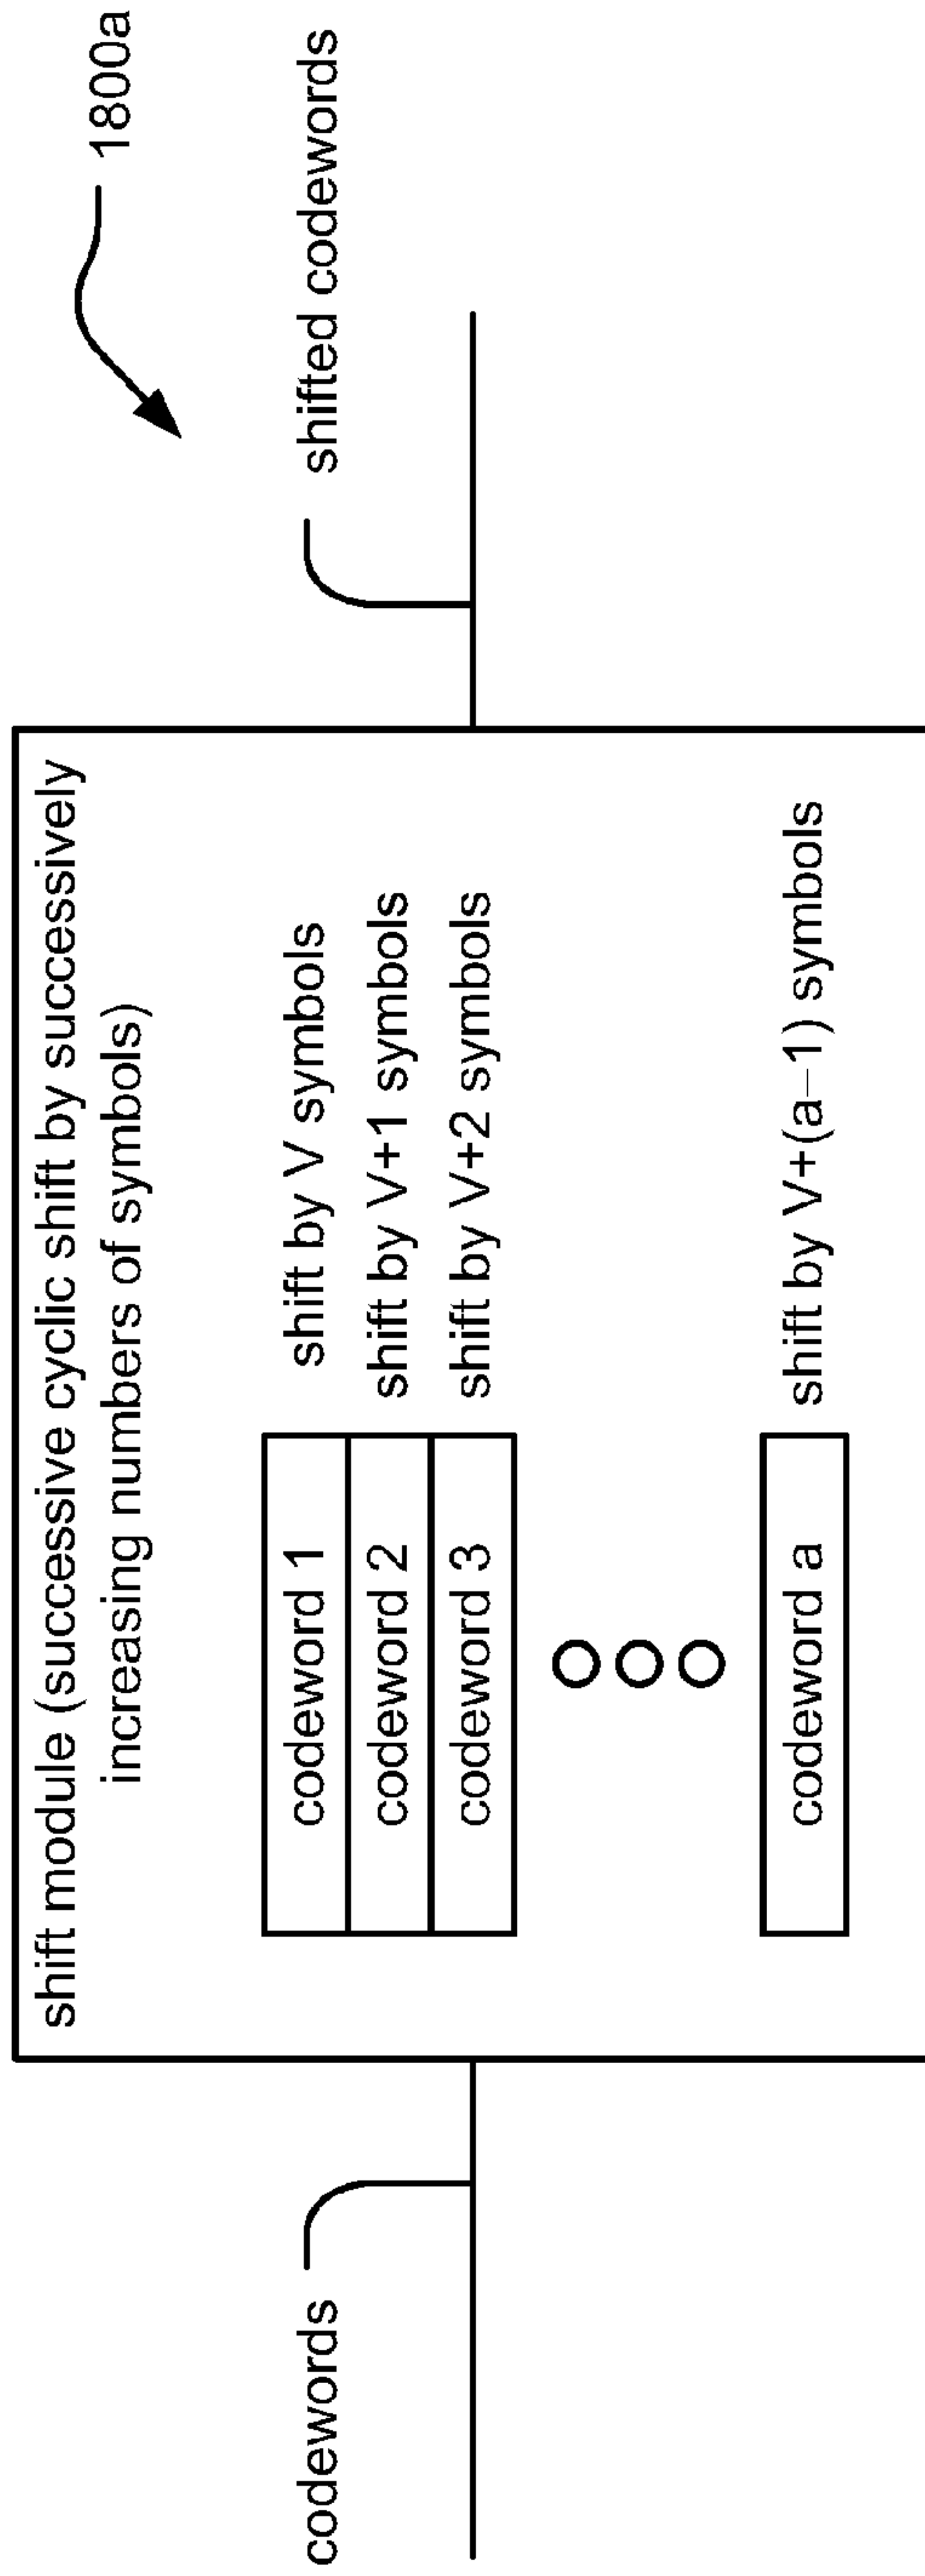 1800a
codewords
shifted codewords
shift module (successive cyclic shift by successively
increasing numbers of symbols)
codeword 1 shift by V symbols
codeword 2 shift by V+1 symbols
codeword 3 shift by V+2 symbols
codeword a shift by V+(a–1) symbols